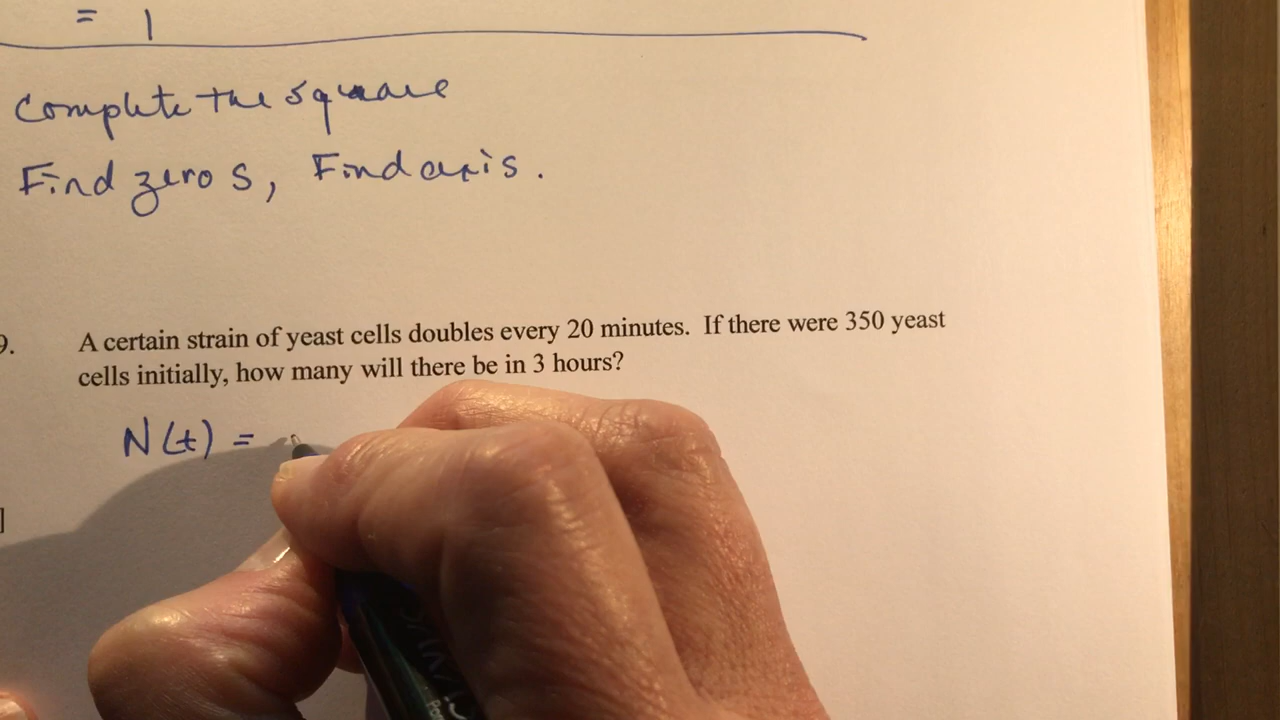 = 1
Complete the square
Find zeros, Find axis.
9. A certain strain of yeast cells doubles every 20 minutes. If there were 350 yeast
cells initially, how many will there be in 3 hours?
N(t) =
]